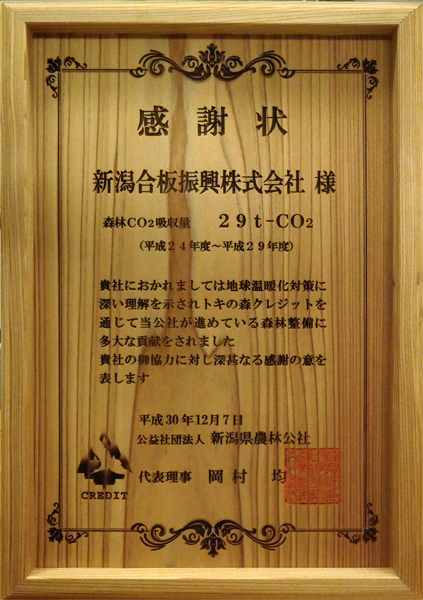 感謝状
新潟合板振興株式会社 様
森林CO2吸収量 29t-CO2
(平成24年度~平成29年度)
貴社におかれましては地球温暖化対策に
深い理解を示されトキの森クレジットを
通じて当公社が進めている森林整備に
多大な貢献をされました
貴社の御協力に対し深甚なる感謝の意を
表します
平成30年12月7日
公益社団法人 新潟県農林公社
代表理事 岡村 均
CREDIT